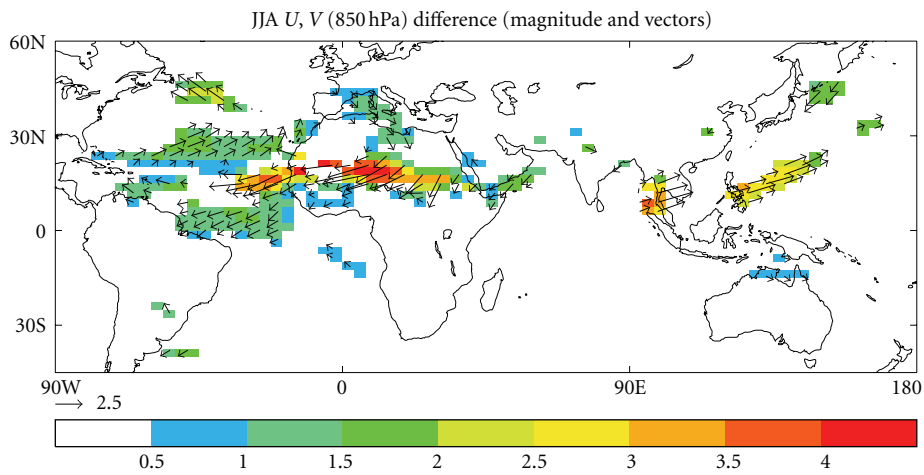 JJA U, V (850 hPa) difference (magnitude and vectors)
60N
30N
0
30S
90W 0 90E 180
2.5
0.5 1 1.5 2 2.5 3 3.5 4